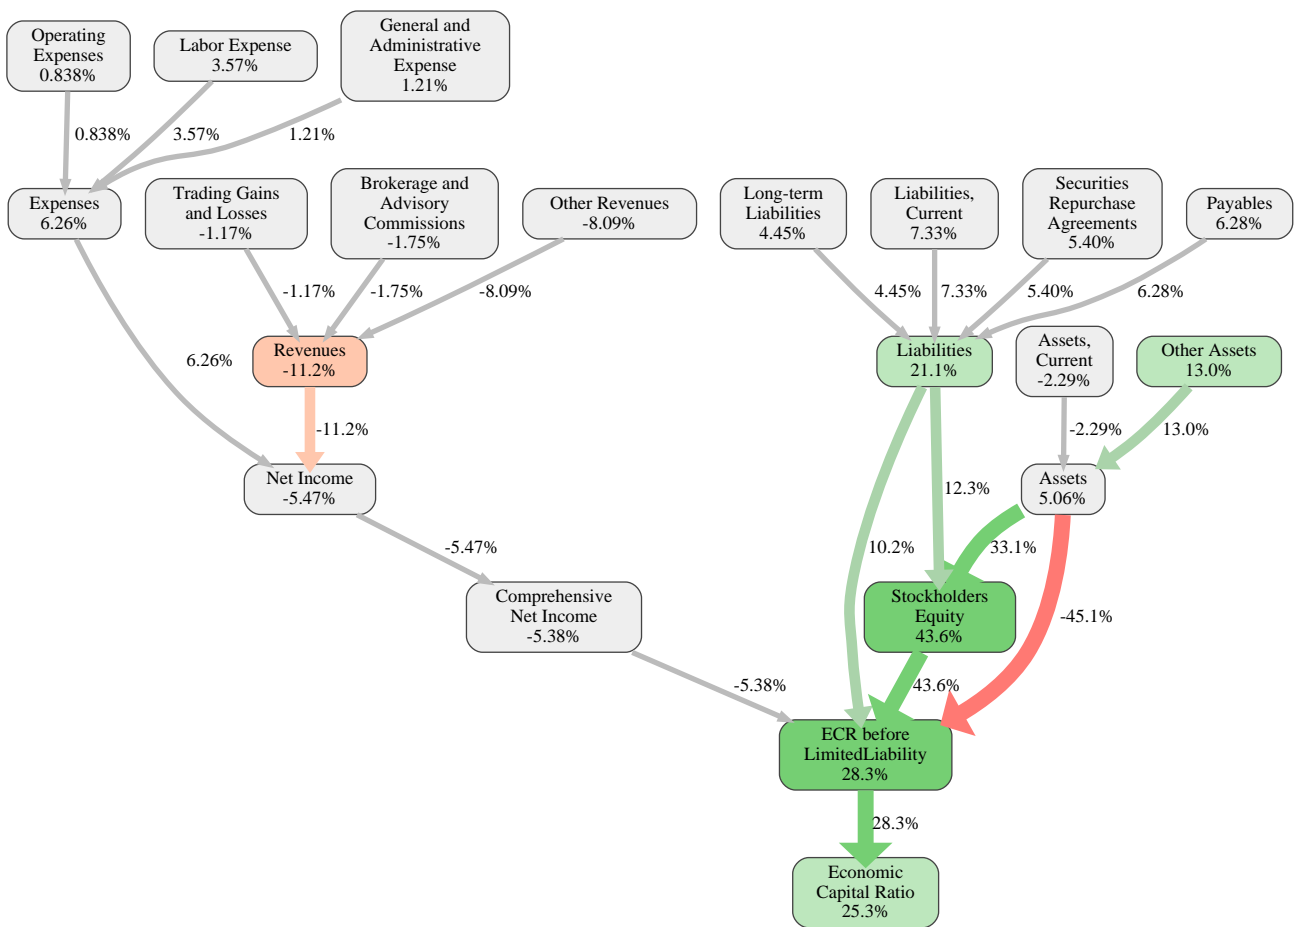 Operating
Expenses
0.838%
Labor Expense
3.57%
General and
Administrative
Expense
1.21%
0.838%
3.57%
1.21%
Expenses
6.26%
Trading Gains
and Losses
-1.17%
Brokerage and
Advisory
Commissions
-1.75%
Other Revenues
-8.09%
Long-term
Liabilities
4.45%
Liabilities,
Current
7.33%
Securities
Repurchase
Agreements
5.40%
Payables
6.28%
-1.17%
-1.75%
-8.09%
4.45%
7.33%
5.40%
6.28%
6.26%
Revenues
-11.2%
Liabilities
21.1%
Assets,
Current
-2.29%
Other Assets
13.0%
-11.2%
-2.29%
13.0%
Net Income
-5.47%
12.3%
Assets
5.06%
-5.47%
10.2%
33.1%
Comprehensive
Net Income
-5.38%
Stockholders
Equity
43.6%
-45.1%
-5.38%
43.6%
ECR before
LimitedLiability
28.3%
28.3%
Economic
Capital Ratio
25.3%